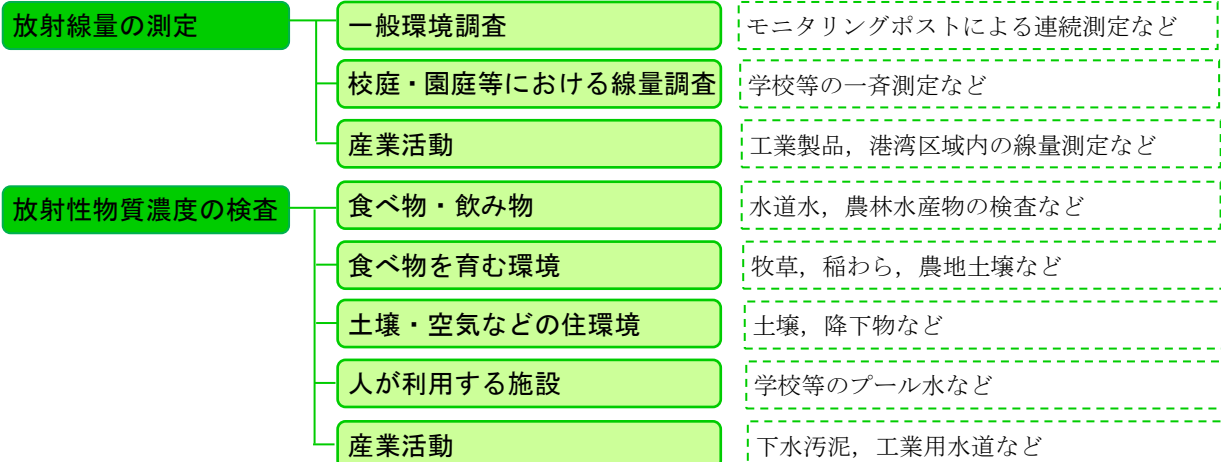 放射線量の測定
一般環境調査
モニタリングポストによる連続測定など
校庭・園庭等における線量調査
学校等の一斉測定など
産業活動
工業製品，港湾区域内の線量測定など
放射性物質濃度の検査
食べ物・飲み物
水道水，農林水産物の検査など
食べ物を育む環境
牧草，稲わら，農地土壌など
土壌・空気などの住環境
土壌，降下物など
人が利用する施設
学校等のプール水など
産業活動
下水汚泥，工業用水道など